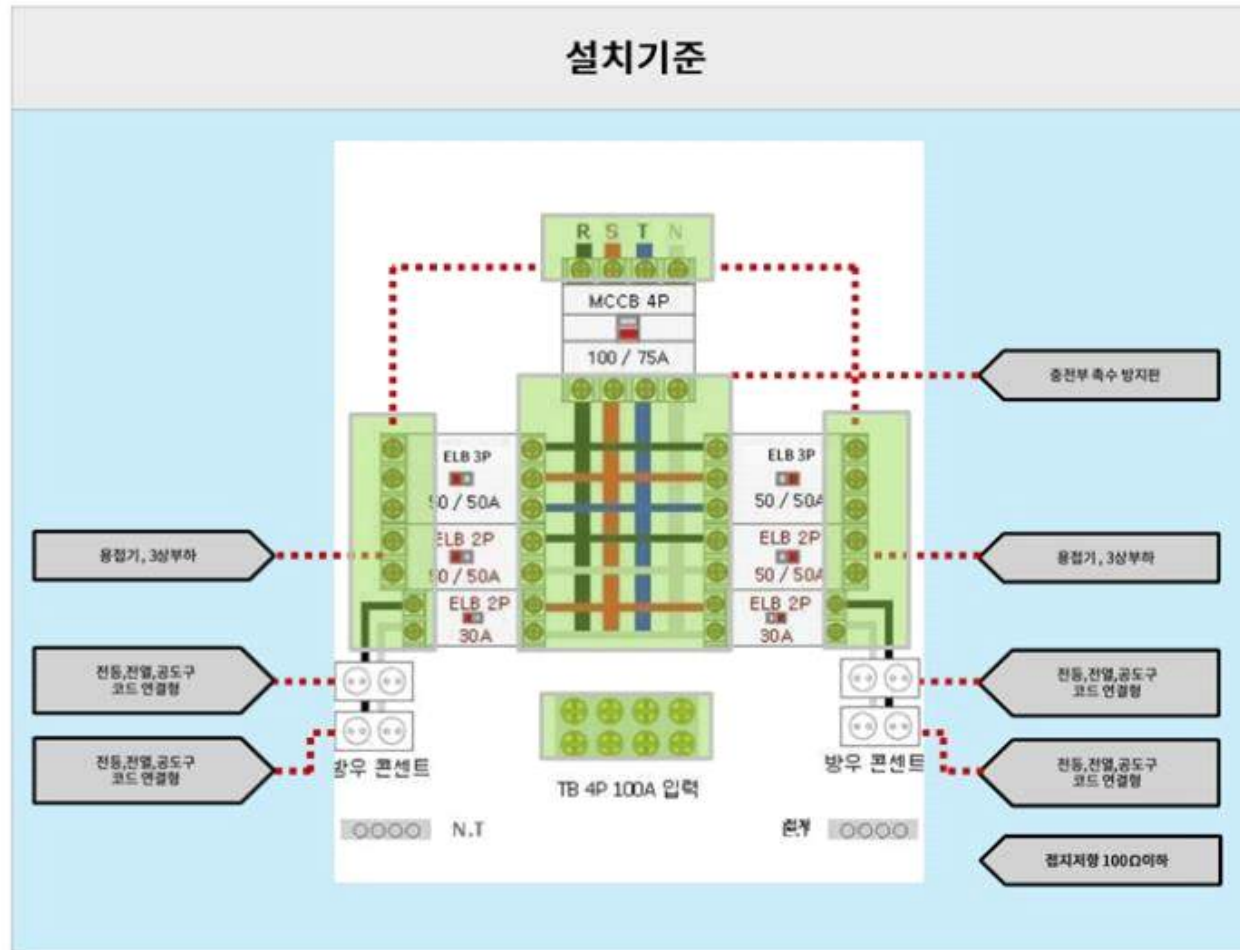 설치기준
R S T N
MCCB 4P
100 / 75A
충전부 촉수 방지판
ELB 3P
50 / 50A
ELB 3P
50 / 50A
용접기, 3상부하
ELB 2P
50 / 50A
ELB 2P
50 / 50A
용접기, 3상부하
ELB 2P
30A
ELB 2P
30A
전등,전열,공도구
코드 연결형
전등,전열,공도구
코드 연결형
전등,전열,공도구
코드 연결형
방우 콘센트
방우 콘센트
전등,전열,공도구
코드 연결형
TB 4P 100A 입력
N.T
접지저항 100Ω이하